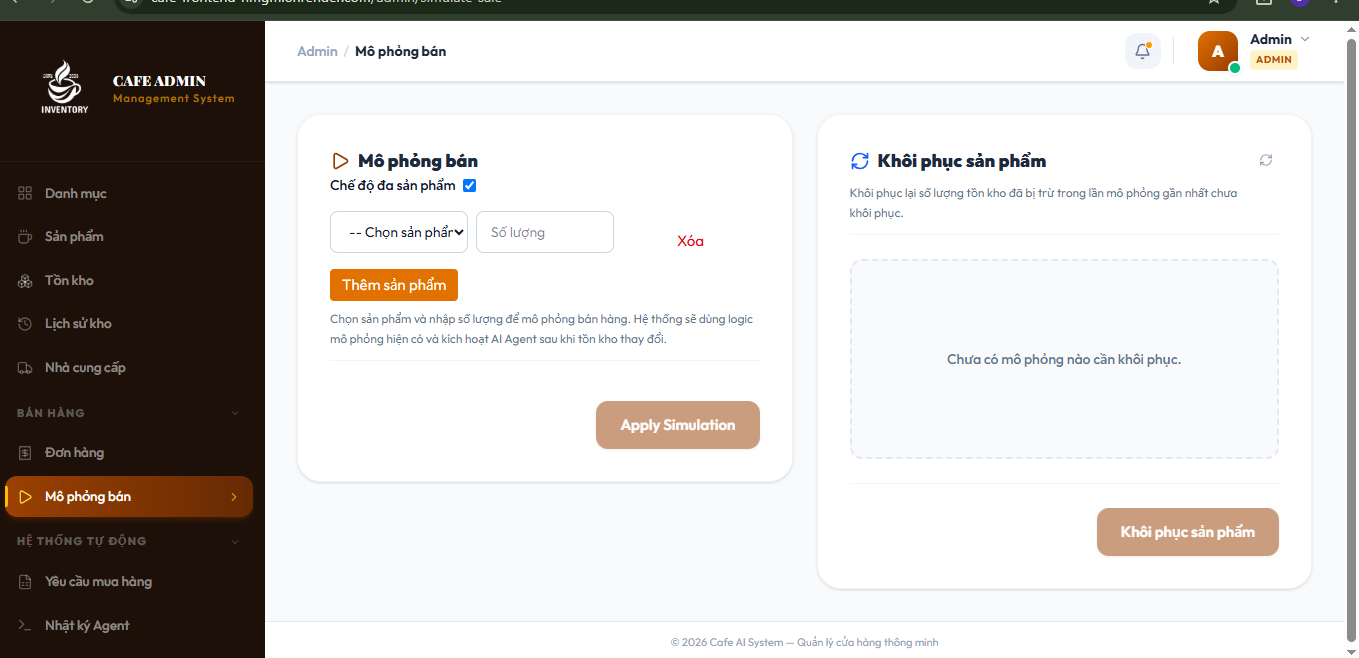 Admin / Mô phỏng bán
Admin
ADMIN
A
CAFE ADMIN
Management System
INVENTORY
Danh mục
Sản phẩm
Tồn kho
Lịch sử kho
Nhà cung cấp
BÁN HÀNG
Đơn hàng
Mô phỏng bán
HỆ THỐNG TỰ ĐỘNG
Yêu cầu mua hàng
Nhật ký Agent
Mô phỏng bán
Chế độ đa sản phẩm
-- Chọn sản phẩm
Số lượng
Xóa
Thêm sản phẩm
Chọn sản phẩm và nhập số lượng để mô phỏng bán hàng. Hệ thống sẽ dùng logic
mô phỏng hiện có và kích hoạt AI Agent sau khi tồn kho thay đổi.
Apply Simulation
Khôi phục sản phẩm
Khôi phục lại số lượng tồn kho đã bị trừ trong lần mô phỏng gần nhất chưa
khôi phục.
Chưa có mô phỏng nào cần khôi phục.
Khôi phục sản phẩm
© 2026 Cafe AI System — Quản lý cửa hàng thông minh